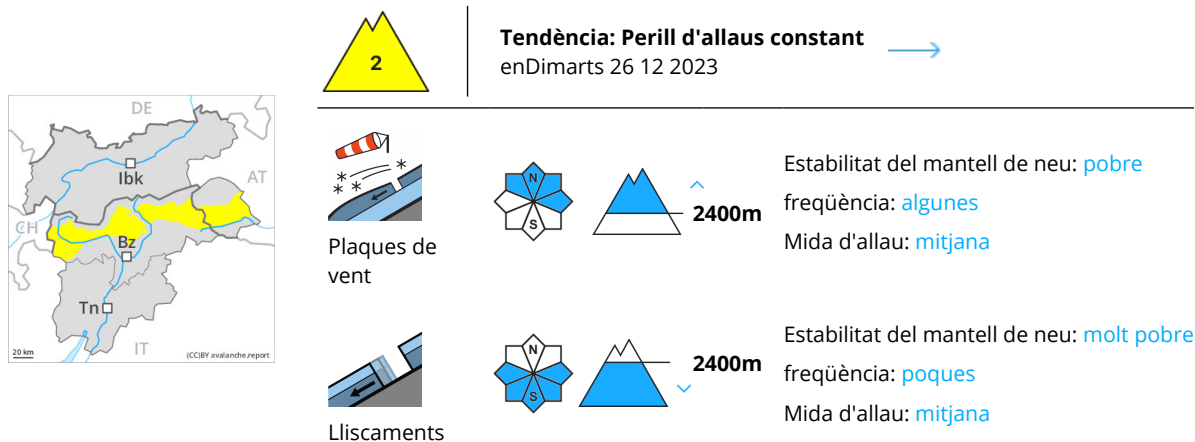 2
Tendència: Perill d'allaus constant
enDimarts 26 12 2023
DE
Ibk
AT
CH
Bz
Tn
IT
20 km
(CC)BY avalanche.report
N
S
2400m
Plaques de
vent
Estabilitat del mantell de neu: pobre
freqüència: algunes
Mida d'allau: mitjana
N
S
2400m
Lliscaments
Estabilitat del mantell de neu: molt pobre
freqüència: poques
Mida d'allau: mitjana